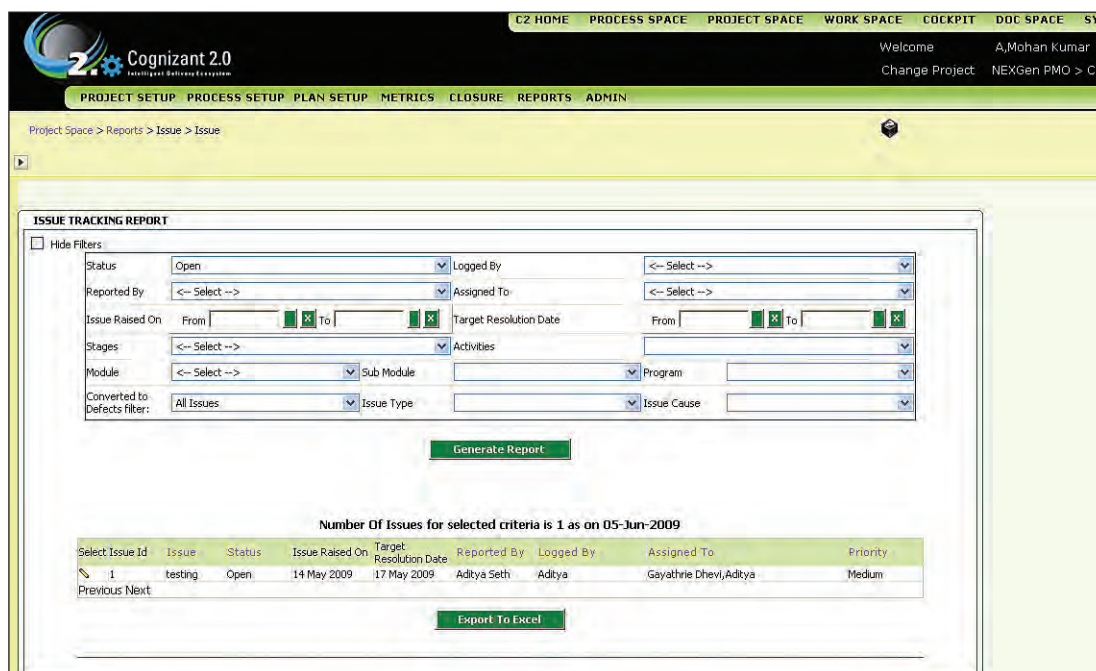 C2 HOME PROCESS SPACE PROJECT SPACE WORK SPACE COCKPIT DOC SPACE SY
2. Cognizant 2.0
Intelligent Delivery Ecosystem
Welcome A,Mohan Kumar
Change Project NEXGen PMO > C
PROJECT SETUP PROCESS SETUP PLAN SETUP METRICS CLOSURE REPORTS ADMIN
Project Space > Reports > Issue > Issue
ISSUE TRACKING REPORT
Hide Filters
Status Open Logged By <-- Select -->
Reported By <-- Select --> Assigned To <-- Select -->
Issue Raised On From X To X Target Resolution Date From X To X
Stages <-- Select --> Activities
Module <-- Select --> Sub Module Program
Converted to Defects filter: All Issues Issue Type Issue Cause
Generate Report
Number Of Issues for selected criteria is 1 as on 05-Jun-2009
Select Issue Id Issue Status Issue Raised On Target Resolution Date Reported By Logged By Assigned To Priority
1 testing Open 14 May 2009 17 May 2009 Aditya Seth Aditya Gayathrie Dhevi,Aditya Medium
Previous Next
Export To Excel